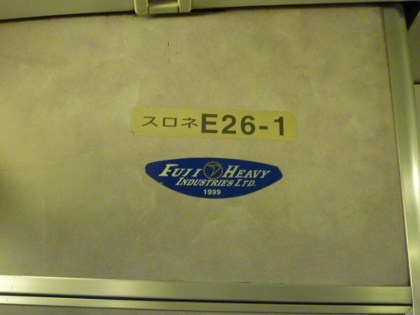 スロネE26-1
FUJI HEAVY
INDUSTRIES LTD.
1999